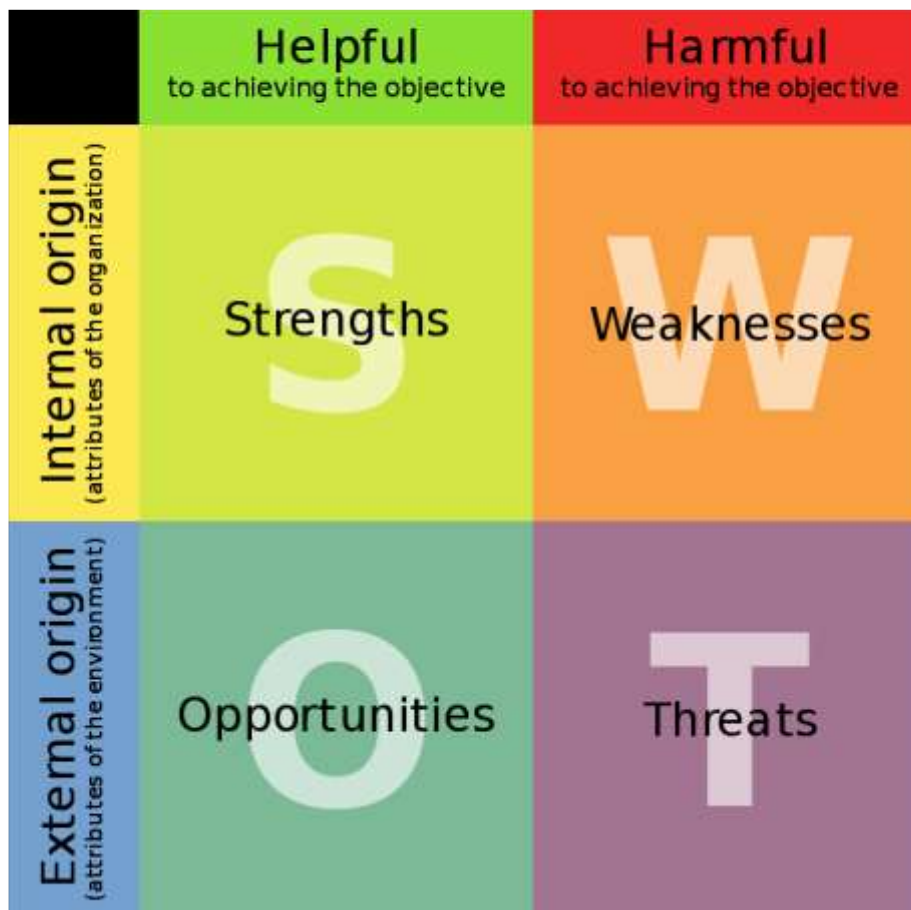 Helpful
to achieving the objective
Harmful
to achieving the objective
Internal origin
(attributes of the organization)
S
Strengths
W
Weaknesses
External origin
(attributes of the environment)
O
Opportunities
T
Threats